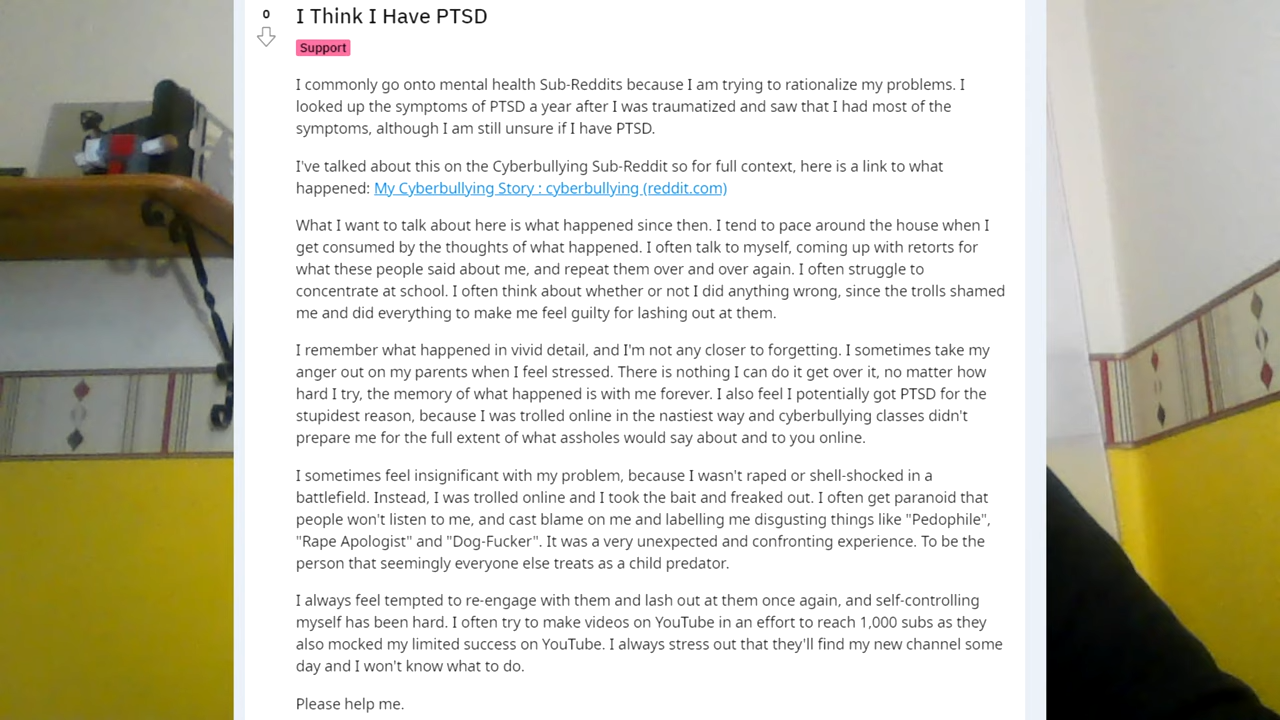 0
I Think I Have PTSD
Support
I commonly go onto mental health Sub-Reddits because I am trying to rationalize my problems. I
looked up the symptoms of PTSD a year after I was traumatized and saw that I had most of the
symptoms, although I am still unsure if I have PTSD.
I've talked about this on the Cyberbullying Sub-Reddit so for full context, here is a link to what
happened: My Cyberbullying Story : cyberbullying (reddit.com)
What I want to talk about here is what happened since then. I tend to pace around the house when I
get consumed by the thoughts of what happened. I often talk to myself, coming up with retorts for
what these people said about me, and repeat them over and over again. I often struggle to
concentrate at school. I often think about whether or not I did anything wrong, since the trolls shamed
me and did everything to make me feel guilty for lashing out at them.
I remember what happened in vivid detail, and I'm not any closer to forgetting. I sometimes take my
anger out on my parents when I feel stressed. There is nothing I can do it get over it, no matter how
hard I try, the memory of what happened is with me forever. I also feel I potentially got PTSD for the
stupidest reason, because I was trolled online in the nastiest way and cyberbullying classes didn't
prepare me for the full extent of what assholes would say about and to you online.
I sometimes feel insignificant with my problem, because I wasn't raped or shell-shocked in a
battlefield. Instead, I was trolled online and I took the bait and freaked out. I often get paranoid that
people won't listen to me, and cast blame on me and labelling me disgusting things like "Pedophile",
"Rape Apologist" and "Dog-Fucker". It was a very unexpected and confronting experience. To be the
person that seemingly everyone else treats as a child predator.
I always feel tempted to re-engage with them and lash out at them once again, and self-controlling
myself has been hard. I often try to make videos on YouTube in an effort to reach 1,000 subs as they
also mocked my limited success on YouTube. I always stress out that they'll find my new channel some
day and I won't know what to do.
Please help me.